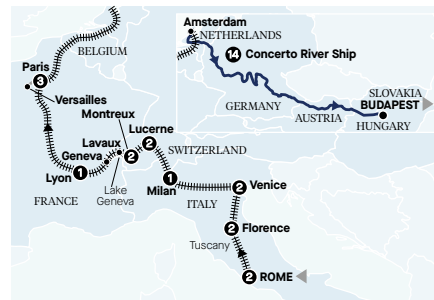 Amsterdam
NETHERLANDS
14 Concerto River Ship
BELGIUM
Paris
3
Versailles
GERMANY
SLOVAKIA
BUDAPEST
AUSTRIA
HUNGARY
Montreux
Lucerne
2
Lavaux
2
SWITZERLAND
Geneva
Lyon
1
Lake
Geneva
Milan
1
2 Venice
FRANCE
ITALY
2 Florence
Tuscany
2 ROME